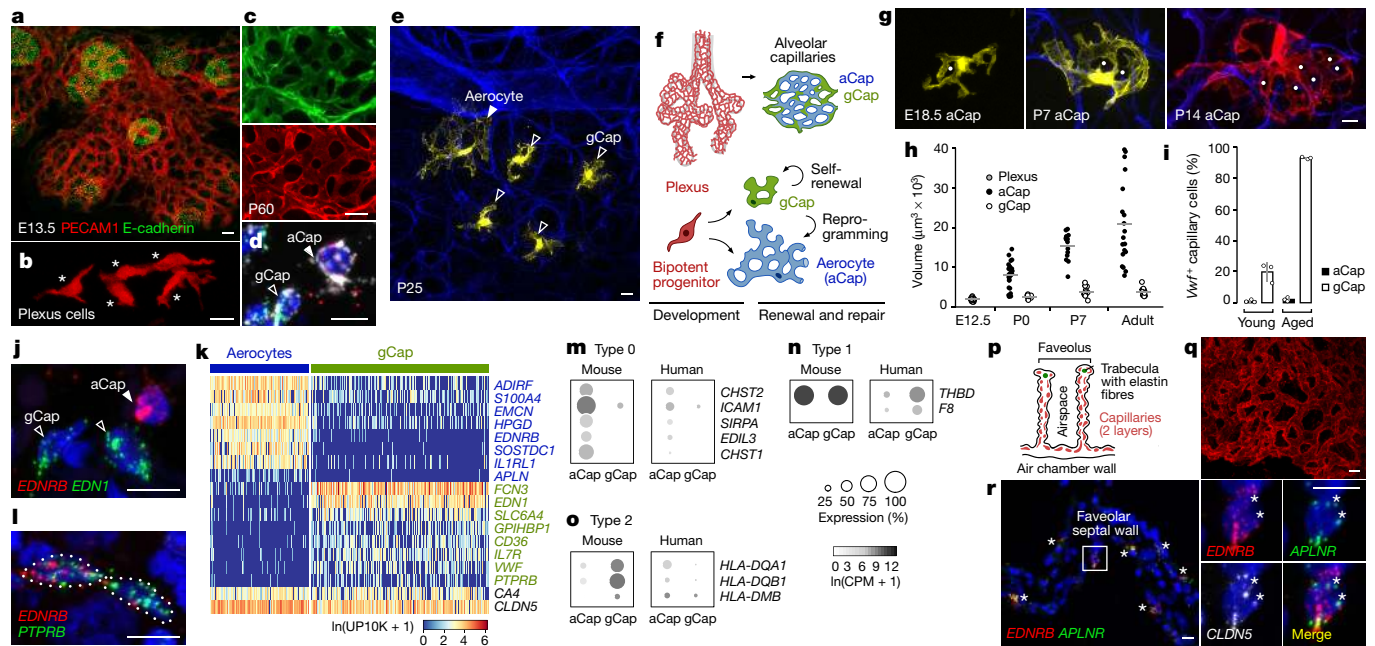 a
E13.5 PECAM1 E-cadherin
b
Plexus cells
c
P60
d
aCap
gCap
e
Aerocyte
gCap
P25
f
Alveolar
capillaries
aCap
gCap
Plexus
Self-
renewal
gCap
Repro-
gramming
Bipotent
progenitor
Aerocyte
(aCap)
Development
Renewal and repair
g
E18.5 aCap
P7 aCap
P14 aCap
h
Volume (μm³ × 10³)
40
30
20
10
0
Plexus
aCap
gCap
E12.5
P0
P7
Adult
i
Vwf⁺ capillary cells (%)
100
80
60
40
20
0
aCap
gCap
Young
Aged
j
aCap
gCap
EDNRB EDN1
k
Aerocytes
gCap
ADIRF
S100A4
EMCN
HPGD
EDNRB
SOSTDC1
IL1RL1
APLN
FCN3
EDN1
SLC6A4
GPIHBP1
CD36
IL7R
VWF
PTPRB
CA4
CLDN5
ln(UP10K + 1)
0 2 4 6
l
EDNRB
PTPRB
m Type 0
Mouse
Human
CHST2
ICAM1
SIRPA
EDIL3
CHST1
aCap gCap
aCap gCap
n Type 1
Mouse
Human
THBD
F8
aCap gCap
aCap gCap
25 50 75 100
Expression (%)
0 3 6 9 12
ln(CPM + 1)
o Type 2
Mouse
Human
HLA-DQA1
HLA-DQB1
HLA-DMB
aCap gCap
aCap gCap
p
Faveolus
Trabecula
with elastin
fibres
Airspace
Capillaries
(2 layers)
Air chamber wall
q
r
Faveolar
septal wall
EDNRB APLNR
EDNRB
APLNR
CLDN5
Merge